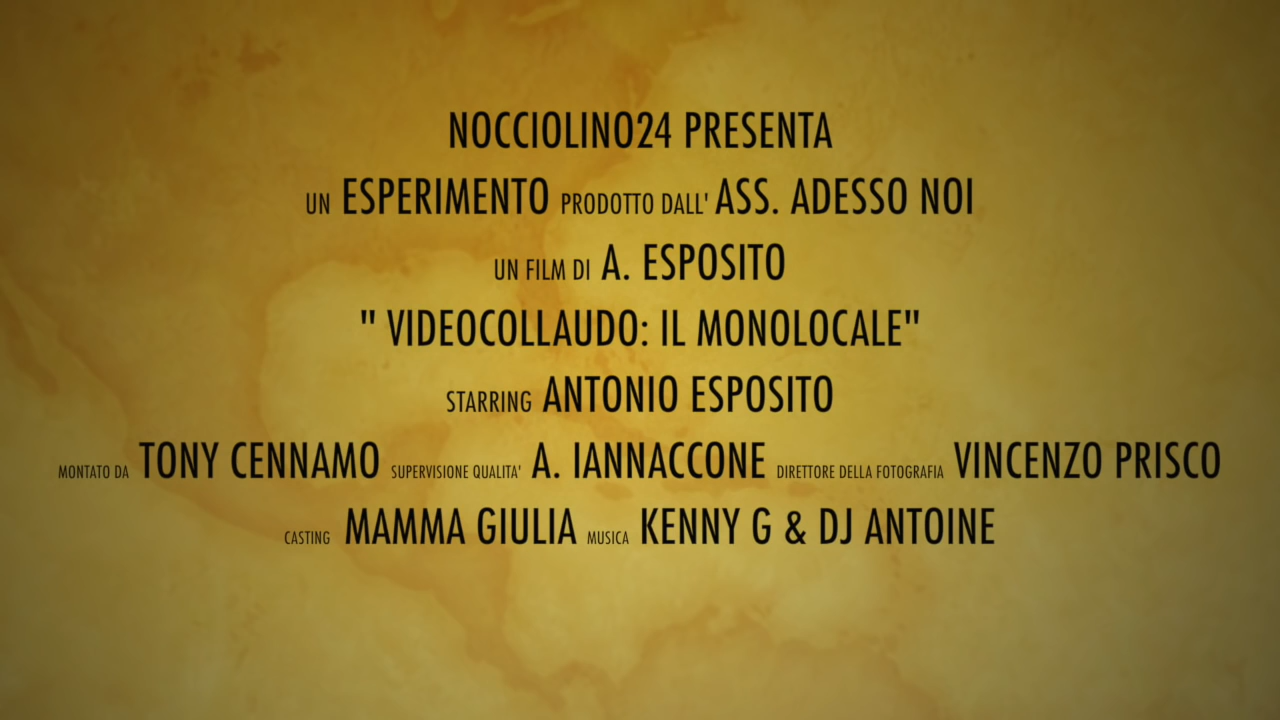 NOCCIOLINO24 PRESENTA
UN ESPERIMENTO PRODOTTO DALL' ASS. ADESSO NOI
UN FILM DI A. ESPOSITO
" VIDEOCOLLAUDO: IL MONOLOCALE"
STARRING ANTONIO ESPOSITO
MONTATO DA TONY CENNAMO SUPERVISIONE QUALITA' A. IANNACCONE DIRETTORE DELLA FOTOGRAFIA VINCENZO PRISCO
CASTING MAMMA GIULIA MUSICA KENNY G & DJ ANTOINE